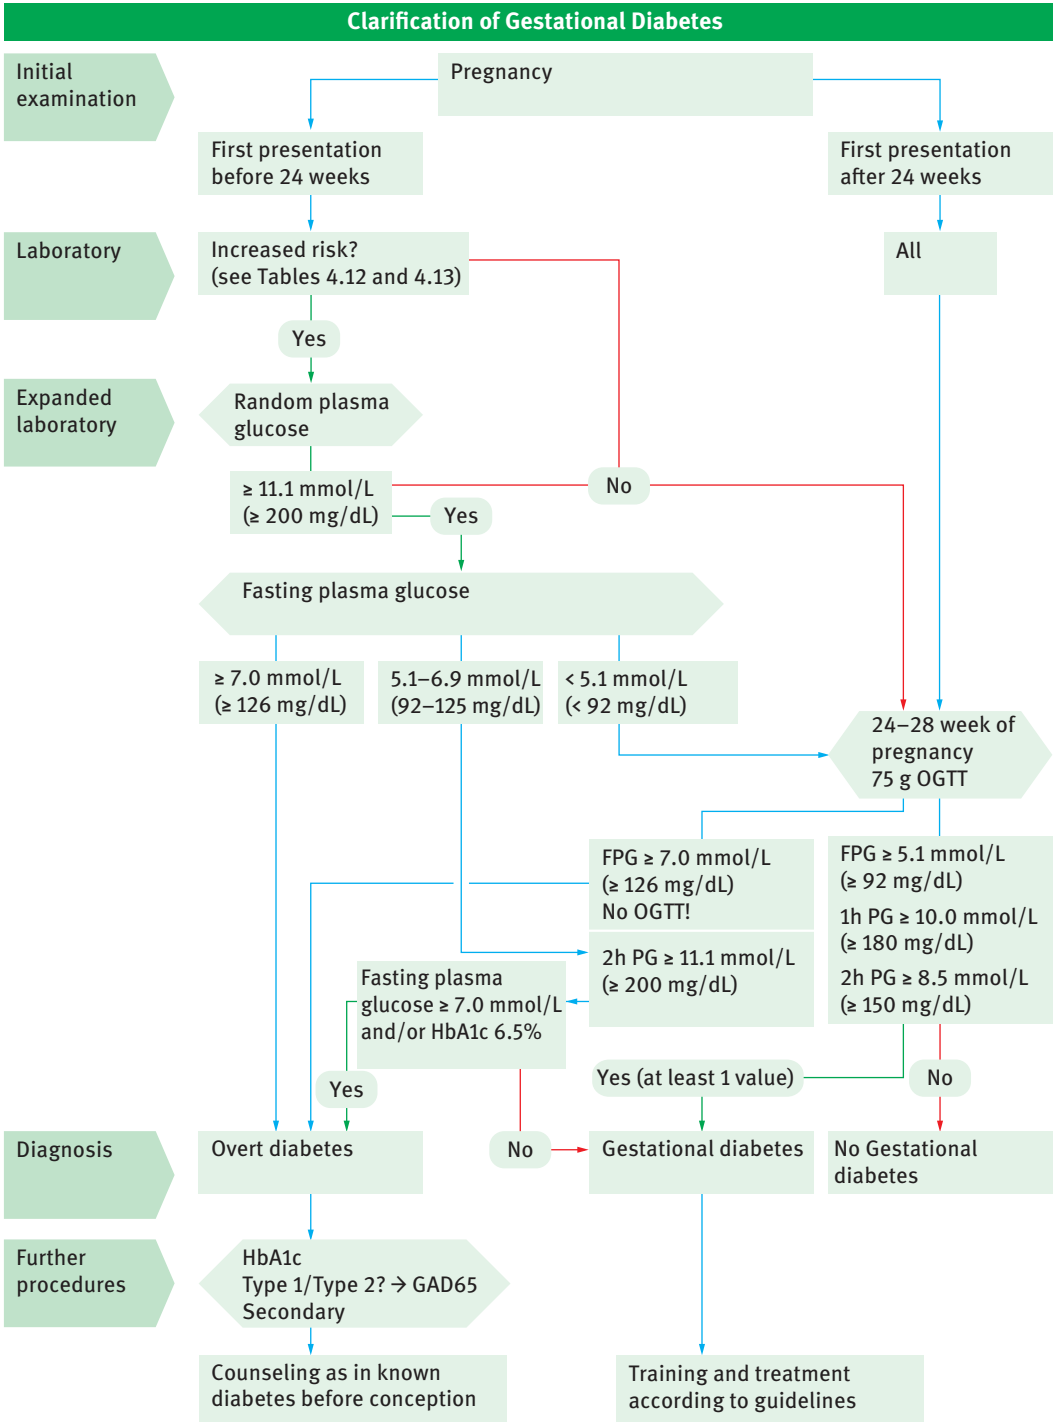 Clarification of Gestational Diabetes
Initial
examination
Pregnancy
First presentation
before 24 weeks
First presentation
after 24 weeks
Laboratory
Increased risk?
(see Tables 4.12 and 4.13)
All
Yes
Expanded
laboratory
Random plasma
glucose
≥ 11.1 mmol/L
(≥ 200 mg/dL)
No
Yes
Fasting plasma glucose
≥ 7.0 mmol/L
(≥ 126 mg/dL)
5.1–6.9 mmol/L
(92–125 mg/dL)
< 5.1 mmol/L
(< 92 mg/dL)
24–28 week of
pregnancy
75 g OGTT
FPG ≥ 7.0 mmol/L
(≥ 126 mg/dL)
No OGTT!
2h PG ≥ 11.1 mmol/L
(≥ 200 mg/dL)
FPG ≥ 5.1 mmol/L
(≥ 92 mg/dL)
1h PG ≥ 10.0 mmol/L
(≥ 180 mg/dL)
2h PG ≥ 8.5 mmol/L
(≥ 150 mg/dL)
Fasting plasma
glucose ≥ 7.0 mmol/L
and/or HbA1c 6.5%
Yes
Yes (at least 1 value)
No
Diagnosis
Overt diabetes
No
Gestational diabetes
No Gestational
diabetes
Further
procedures
HbA1c
Type 1/Type 2? → GAD65
Secondary
Counseling as in known
diabetes before conception
Training and treatment
according to guidelines